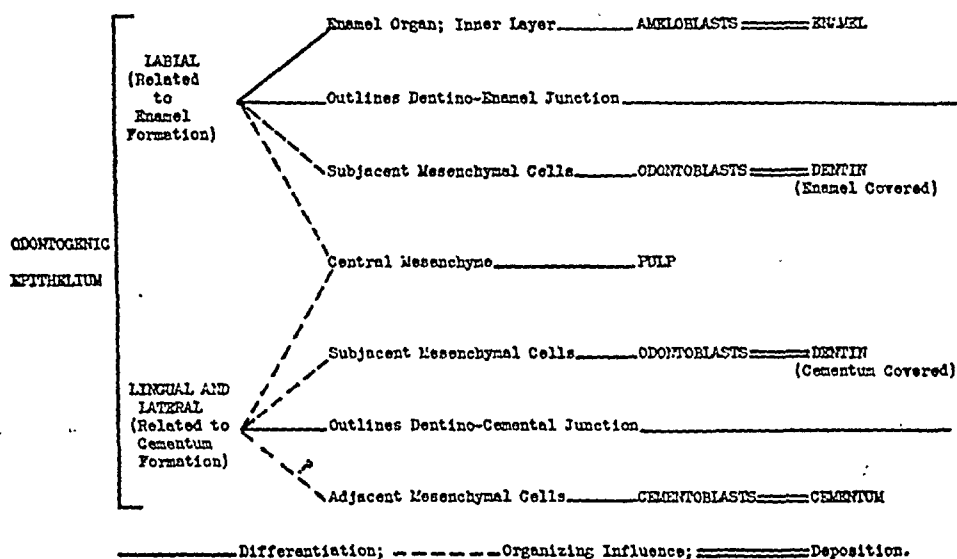 Enamel Organ; Inner Layer AMELOBLASTS ENAMEL
LABIAL
(Related
to
Enamel
Formation)
Outlines Dentino-Enamel Junction
Subjacent Mesenchymal Cells ODONTOBLASTS DENTIN
(Enamel Covered)
ODONTOGENIC
EPITHELIUM
Central Mesenchyme PULP
Subjacent Mesenchymal Cells ODONTOBLASTS DENTIN
(Cementum Covered)
LINGUAL AND
LATERAL
(Related to
Cementum
Formation)
Outlines Dentino-Cemental Junction
?
Adjacent Mesenchymal Cells CEMENTOBLASTS CEMENTUM
Differentiation; Organizing Influence; Deposition.